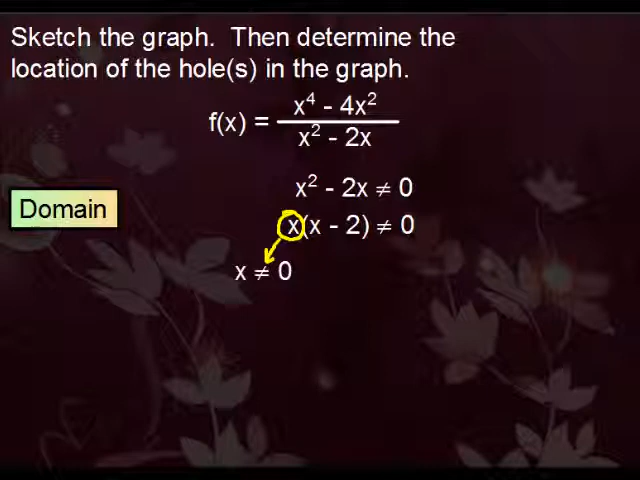 Sketch the graph. Then determine the
location of the hole(s) in the graph.
f(x) = x⁴ - 4x² / x² - 2x
x² - 2x ≠ 0
Domain
x(x - 2) ≠ 0
x ≠ 0